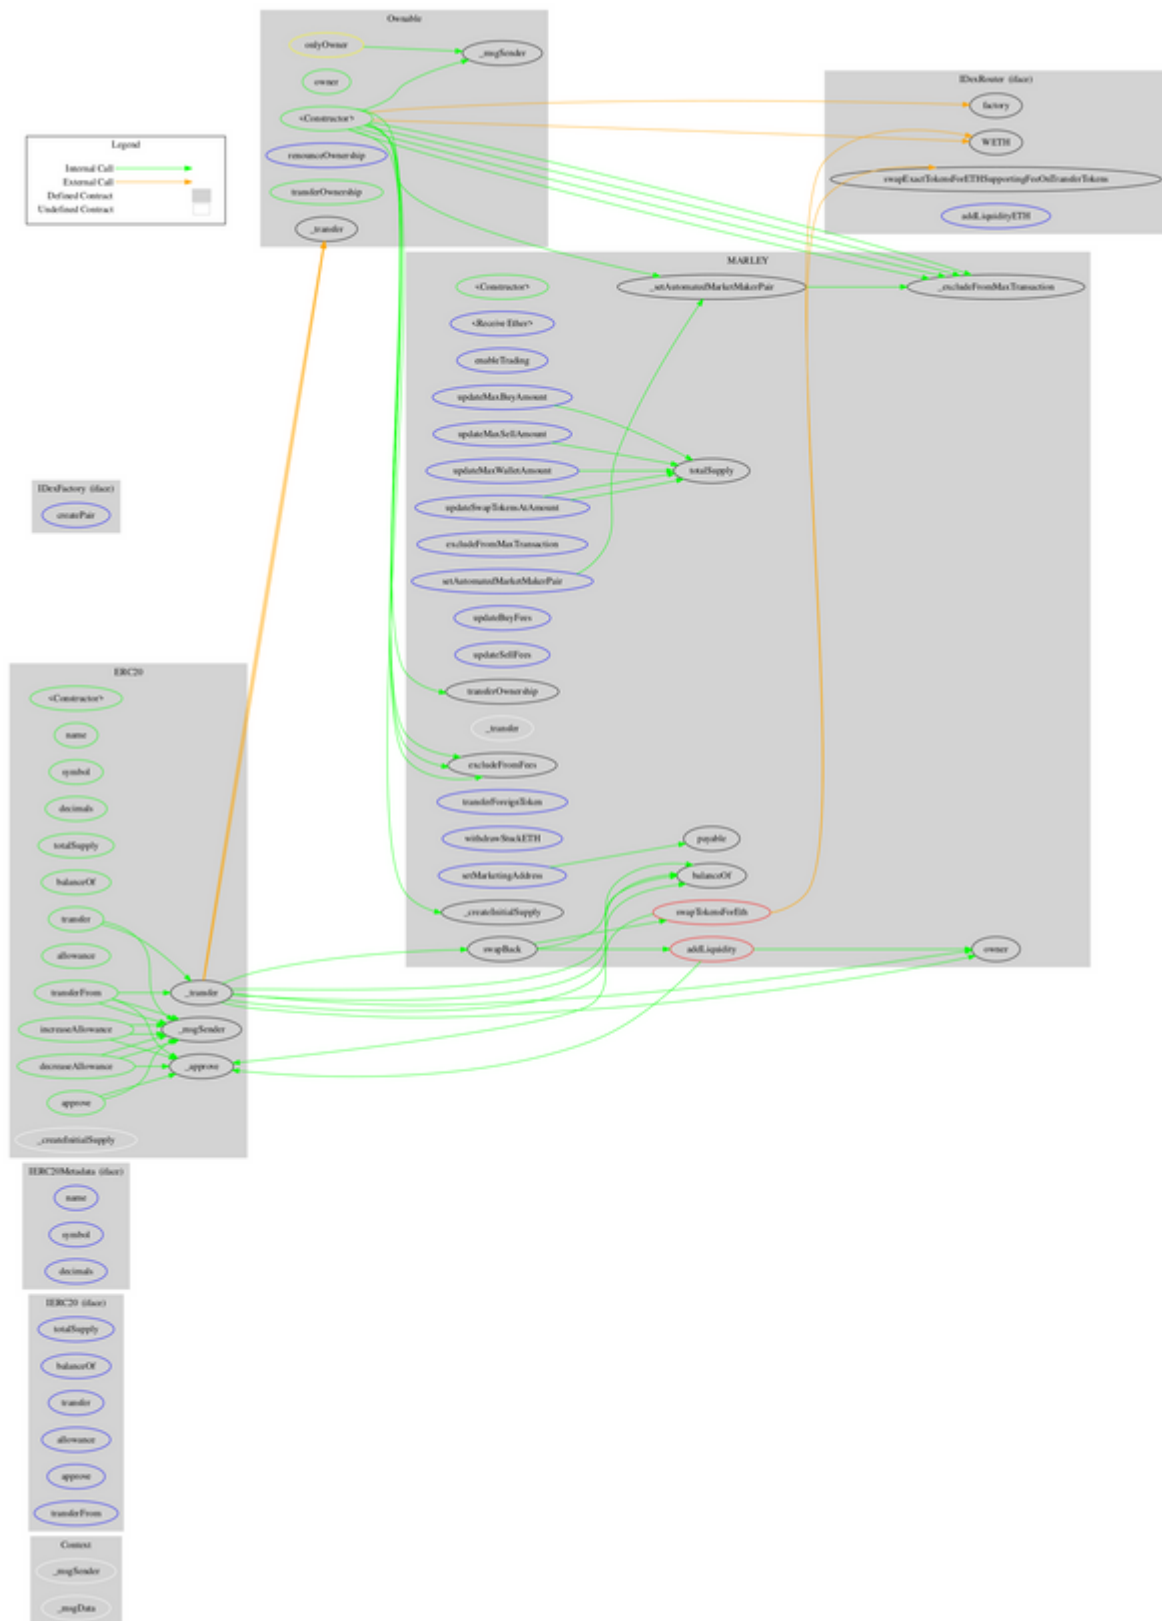 Ownable
onlyOwner
_msgSender
owner
<Constructor>
renounceOwnership
transferOwnership
_transfer
IDexRouter (iface)
factory
WETH
swapExactTokensForETHSupportingFeeOnTransferTokens
addLiquidityETH
Legend
Internal Call
External Call
Defined Contract
Undefined Contract
MARLEY
<Constructor>
_setAutomatedMarketMakerPair
_excludeFromMaxTransaction
<Receive Ether>
enableTrading
updateMaxBuyAmount
updateMaxSellAmount
updateMaxWalletAmount
totalSupply
updateSwapTokensAtAmount
excludeFromMaxTransaction
setAutomatedMarketMakerPair
updateBuyFees
updateSellFees
transferOwnership
_transfer
excludeFromFees
transferForeignToken
withdrawStuckETH
payable
setMarketingAddress
balanceOf
_createInitialSupply
swapTokensForEth
swapBack
addLiquidity
owner
IDexFactory (iface)
createPair
ERC20
<Constructor>
name
symbol
decimals
totalSupply
balanceOf
transfer
allowance
transferFrom
_transfer
increaseAllowance
_msgSender
decreaseAllowance
_approve
approve
_createInitialSupply
IERC20Metadata (iface)
name
symbol
decimals
IERC20 (iface)
totalSupply
balanceOf
transfer
allowance
approve
transferFrom
Context
_msgSender
_msgData